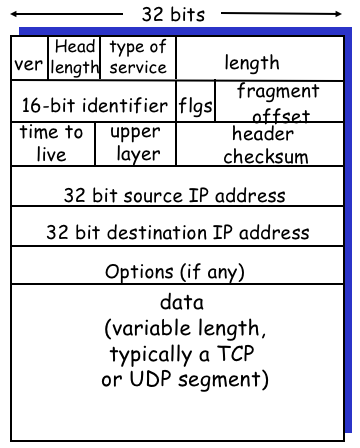 32 bits
ver
Head
length
type of
service
length
16-bit identifier
flgs
fragment
offset
time to
live
upper
layer
header
checksum
32 bit source IP address
32 bit destination IP address
Options (if any)
data
(variable length,
typically a TCP
or UDP segment)